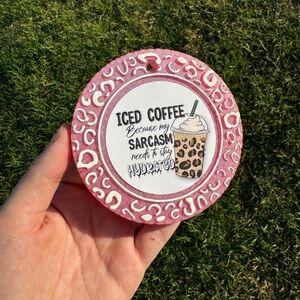 ICED COFFEE
Because my
SARCASM
needs to stay
HYDRATED